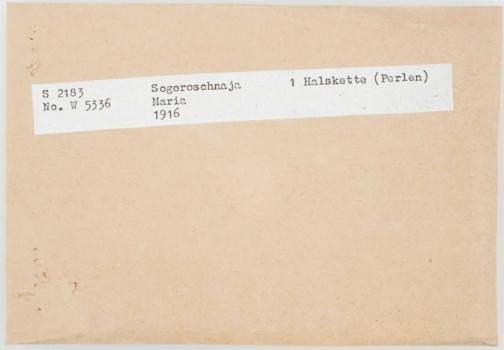 S 2183 Sogoroschnaja 1 Halskette (Perlen)
No. W 5336 Maria
1916